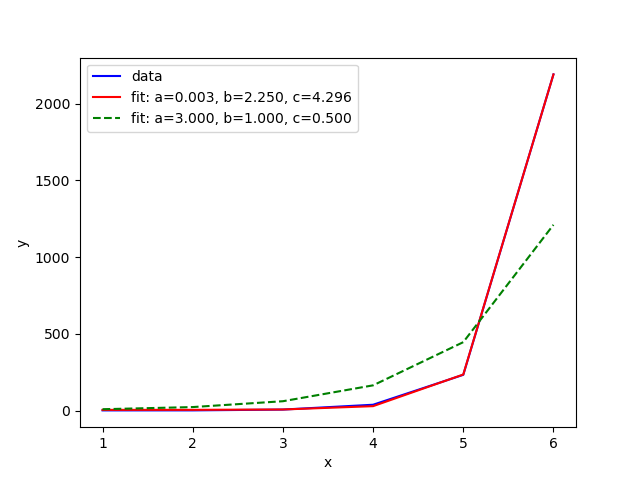 data
fit: a=0.003, b=2.250, c=4.296
fit: a=3.000, b=1.000, c=0.500
2000
1500
1000
500
0
y
1 2 3 4 5 6
x